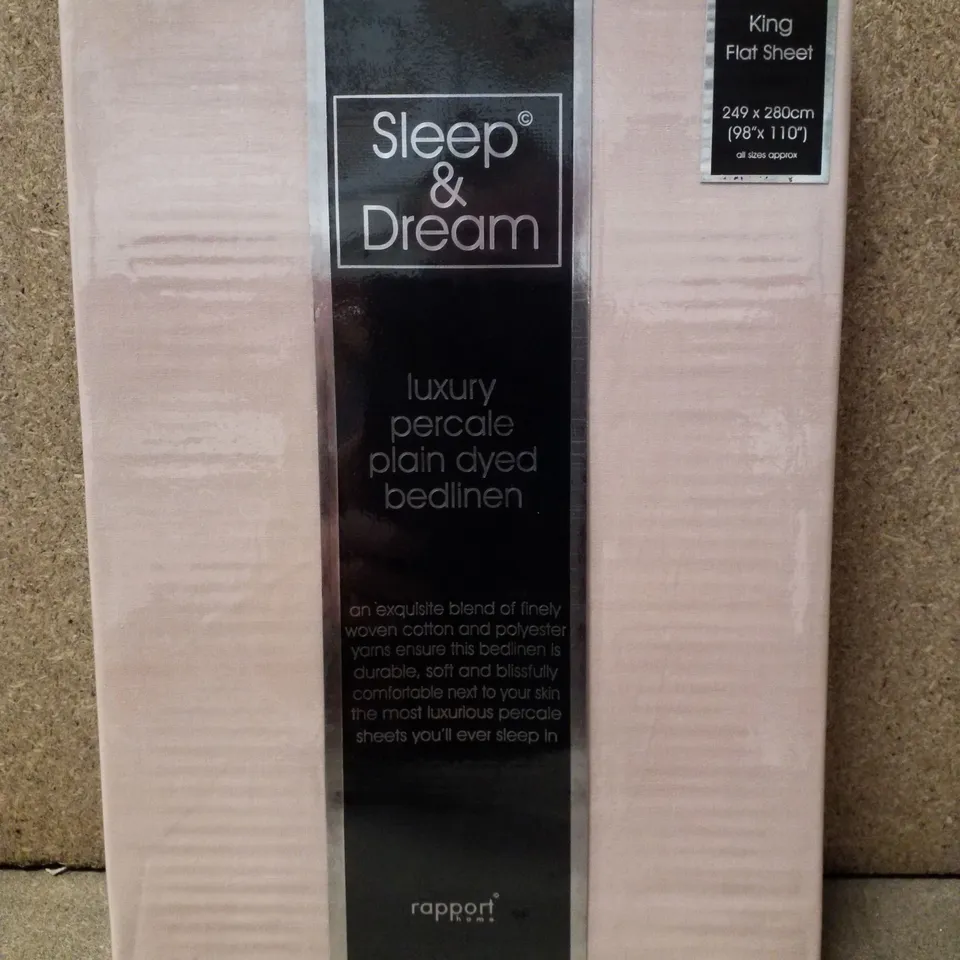 King
Flat Sheet
249 x 280cm
(98"x 110")
all sizes approx
Sleep©
&
Dream
luxury
percale
plain dyed
bedlinen
an exquisite blend of finely
woven cotton and polyester
yarns ensure this bedlinen is
durable, soft and blissfully
comfortable next to your skin
the most luxurious percale
sheets you'll ever sleep in
rapport®
home